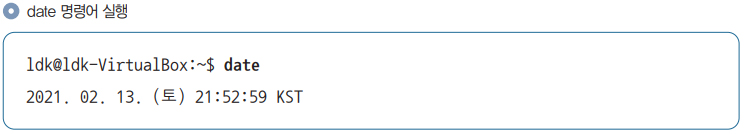 date 명령어 실행
ldk@ldk-VirtualBox:~$ date
2021. 02. 13. (토) 21:52:59 KST